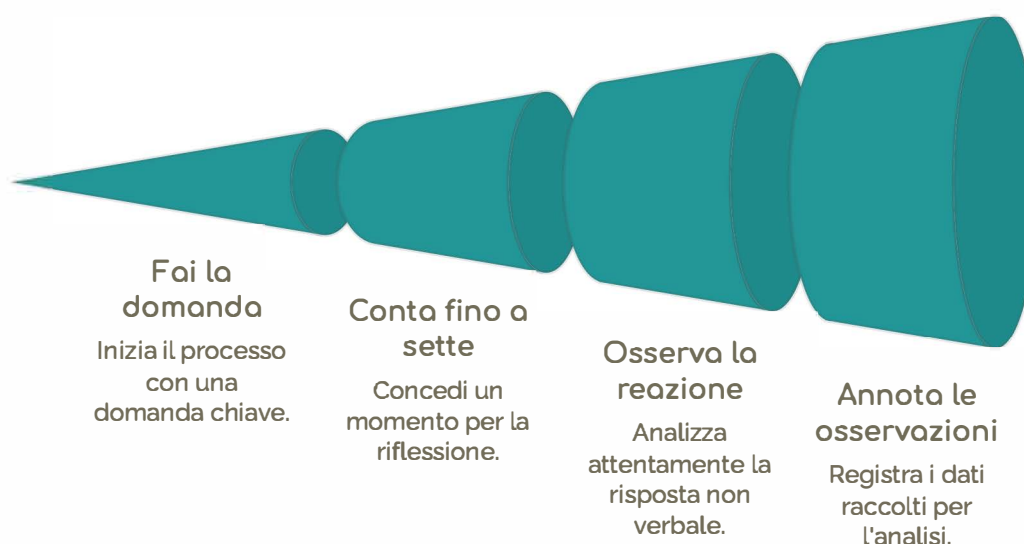 Fai la
domanda
Inizia il processo
con una
domanda chiave.
Conta fino a
sette
Concedi un
momento per la
riflessione.
Osserva la
reazione
Analizza
attentamente la
risposta non
verbale.
Annota le
osservazioni
Registra i dati
raccolti per
l'analisi.